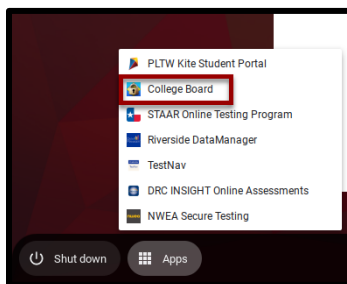 PLTW Kite Student Portal
College Board
STAAR Online Testing Program
Riverside DataManager
TestNav
DRC INSIGHT Online Assessments
NWEA Secure Testing
Shut down
Apps